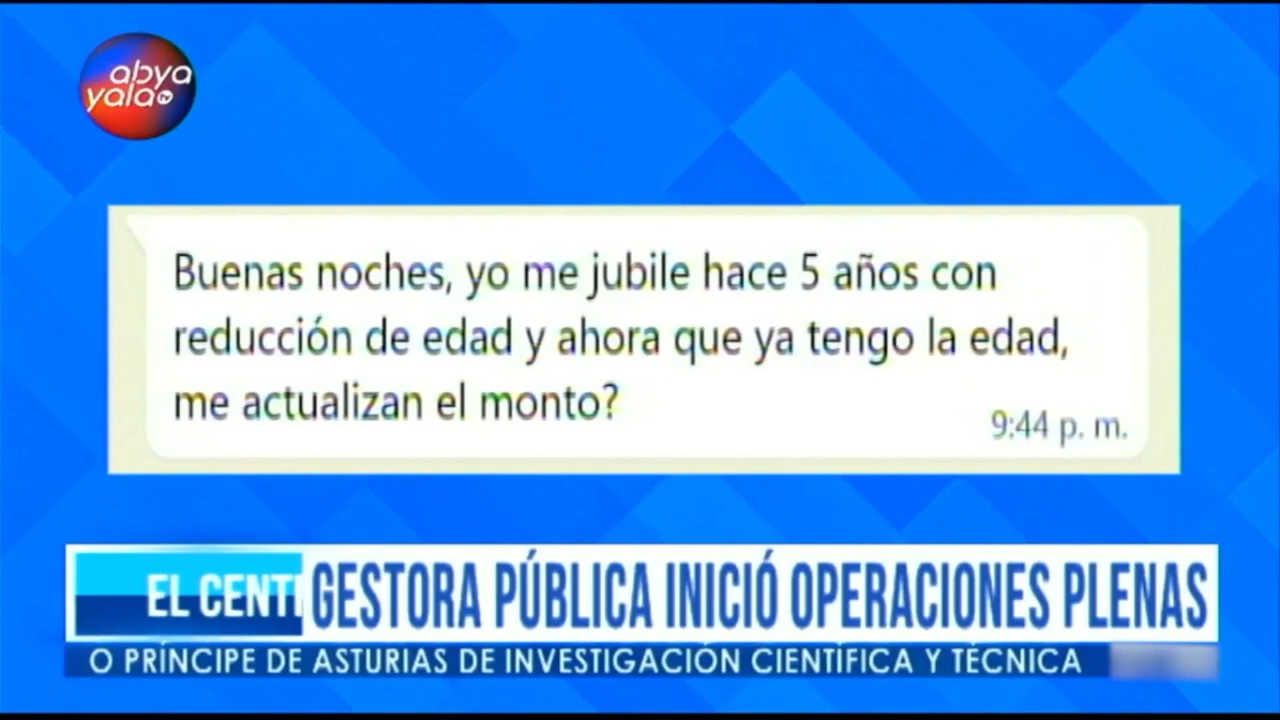 abya
yala tv
Buenas noches, yo me jubile hace 5 años con
reducción de edad y ahora que ya tengo la edad,
me actualizan el monto?
9:44 p. m.
EL CENT
GESTORA PÚBLICA INICIÓ OPERACIONES PLENAS
O PRÍNCIPE DE ASTURIAS DE INVESTIGACIÓN CIENTÍFICA Y TÉCNICA